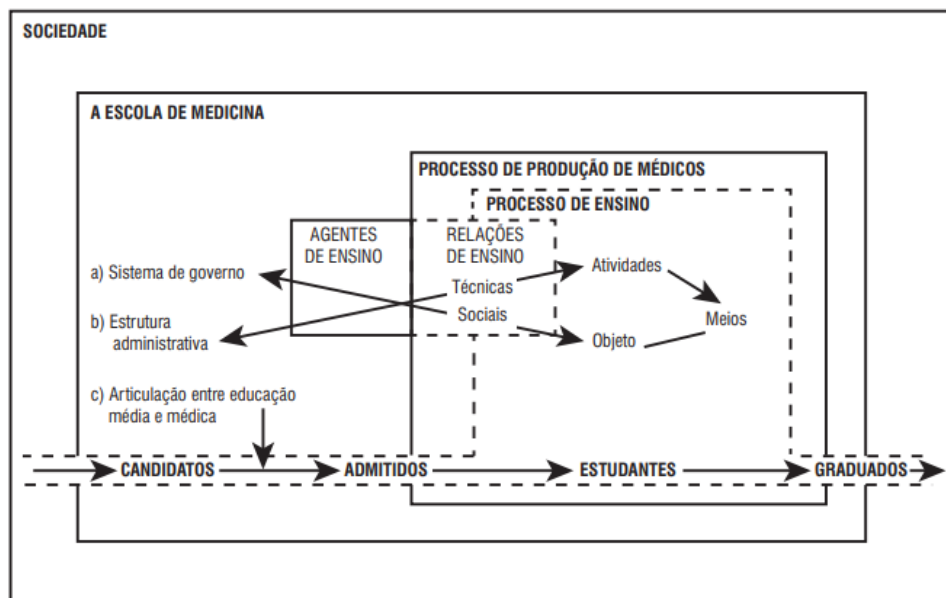 SOCIEDADE
A ESCOLA DE MEDICINA
PROCESSO DE PRODUÇÃO DE MÉDICOS
PROCESSO DE ENSINO
AGENTES
DE ENSINO
RELAÇÕES
DE ENSINO
a) Sistema de governo
Técnicas
Atividades
Sociais
Meios
b) Estrutura
administrativa
Objeto
c) Articulação entre educação
média e médica
CANDIDATOS
ADMITIDOS
ESTUDANTES
GRADUADOS